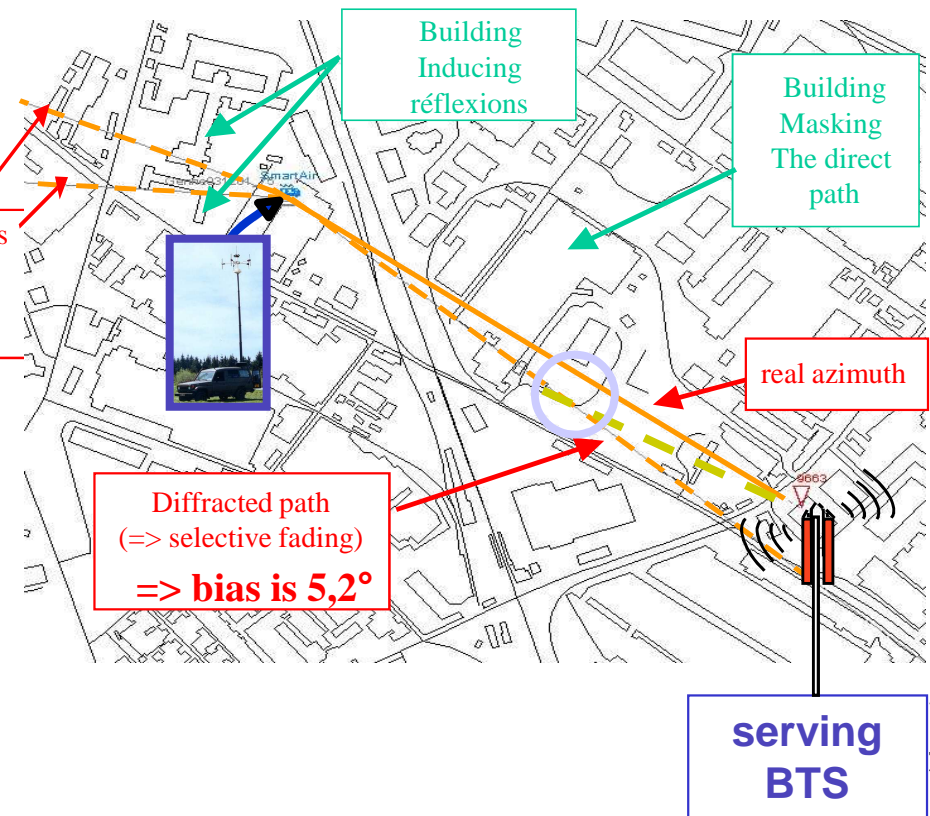 Building
Inducing
réflexions
Building
Masking
The direct
path
SmartAir
s
real azimuth
9663
Diffracted path
(=> selective fading)
=> bias is 5,2°
serving
BTS